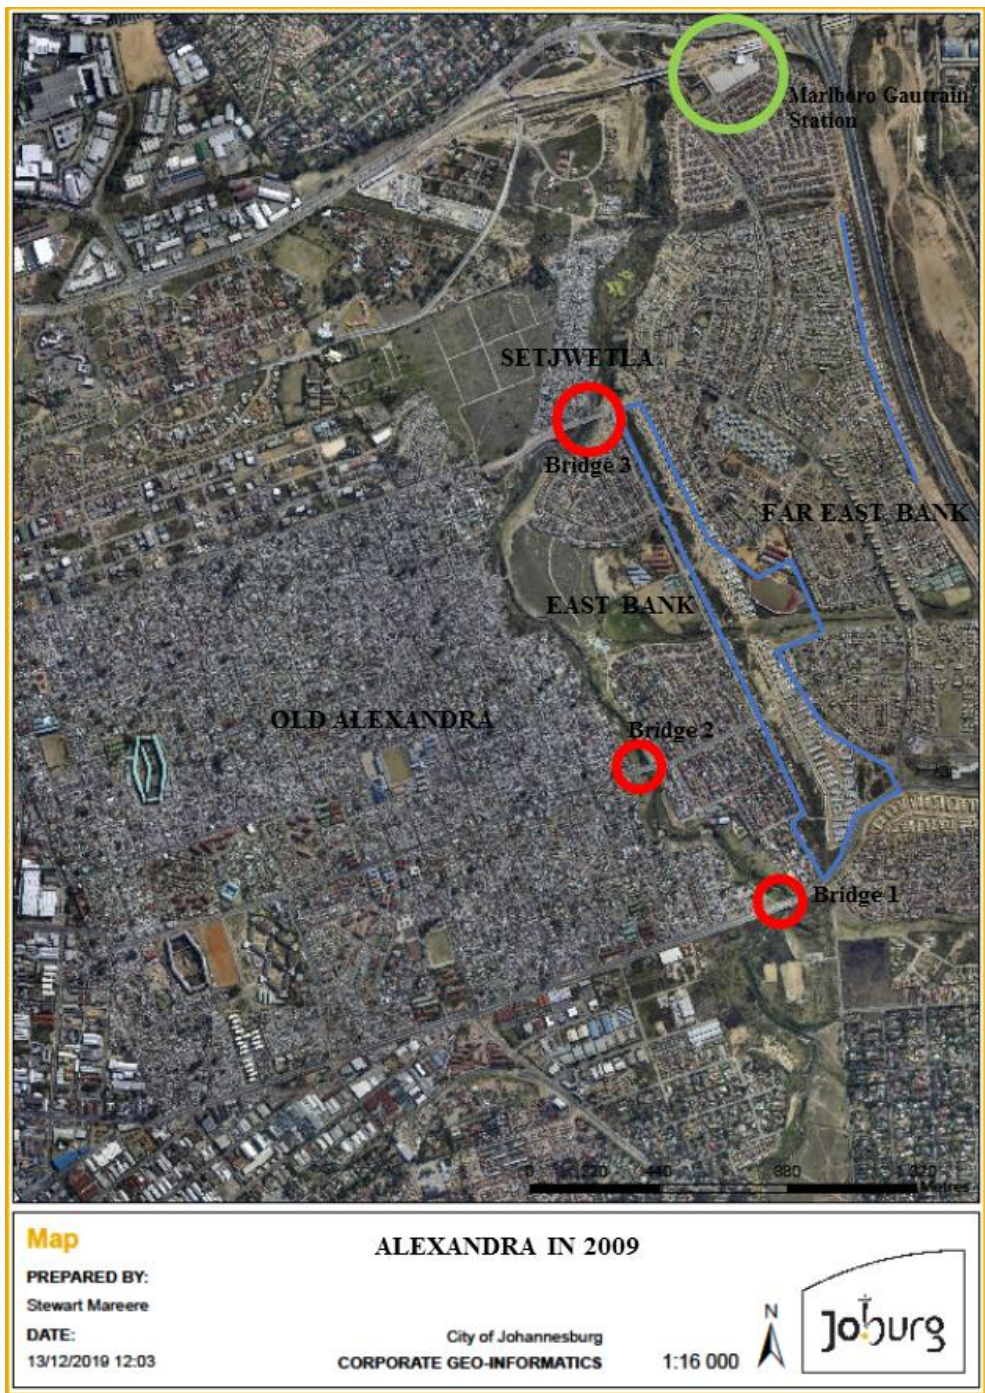 Marlboro Gautrain
Station
SETJWETLA
Bridge 3
FAR EAST BANK
EAST BANK
OLD ALEXANDRA
Bridge 2
Bridge 1
0 220 440 880 1 320
Metres
Map
ALEXANDRA IN 2009
PREPARED BY:
Stewart Mareere
DATE:
13/12/2019 12:03
City of Johannesburg
CORPORATE GEO-INFORMATICS
1:16 000
N
Joburg